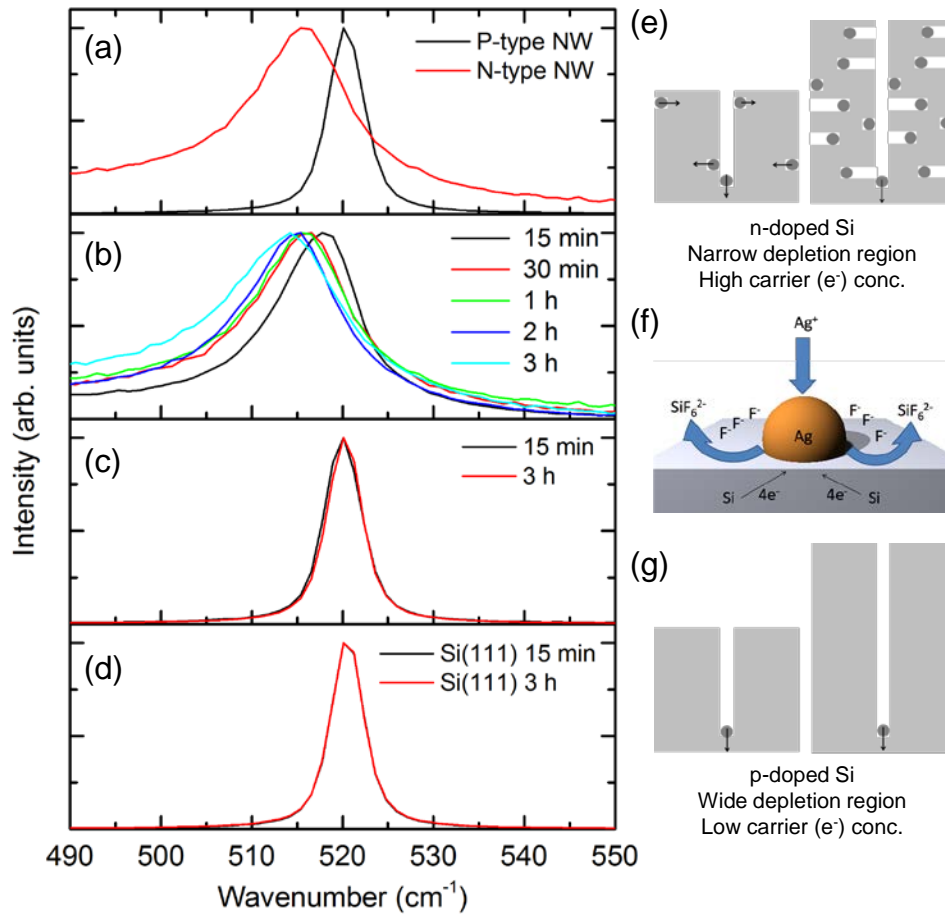 (a)
P-type NW
N-type NW
(b)
15 min
30 min
1 h
2 h
3 h
(c)
15 min
3 h
(d)
Si(111) 15 min
Si(111) 3 h
Intensity (arb. units)
490 500 510 520 530 540 550
Wavenumber (cm⁻¹)
(e)
n-doped Si
Narrow depletion region
High carrier (e⁻) conc.
(f)
Ag⁺
SiF₆²⁻ F⁻ F⁻ F⁻ Ag F⁻ F⁻ F⁻ SiF₆²⁻
Si 4e⁻ 4e⁻ Si
(g)
p-doped Si
Wide depletion region
Low carrier (e⁻) conc.